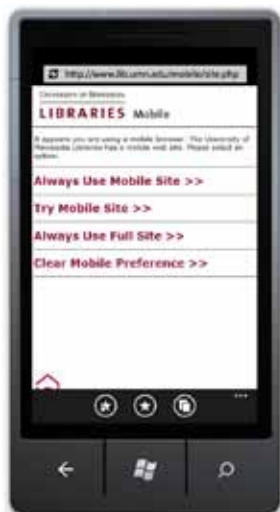 http://www.lib.umn.edu/mobile/site.php
UNIVERSITY OF MINNESOTA
LIBRARIES Mobile
It appears you are using a mobile browser. The University of
Minnesota Libraries has a mobile web site. Please select an
option:
Always Use Mobile Site >>
Try Mobile Site >>
Always Use Full Site >>
Clear Mobile Preference >>